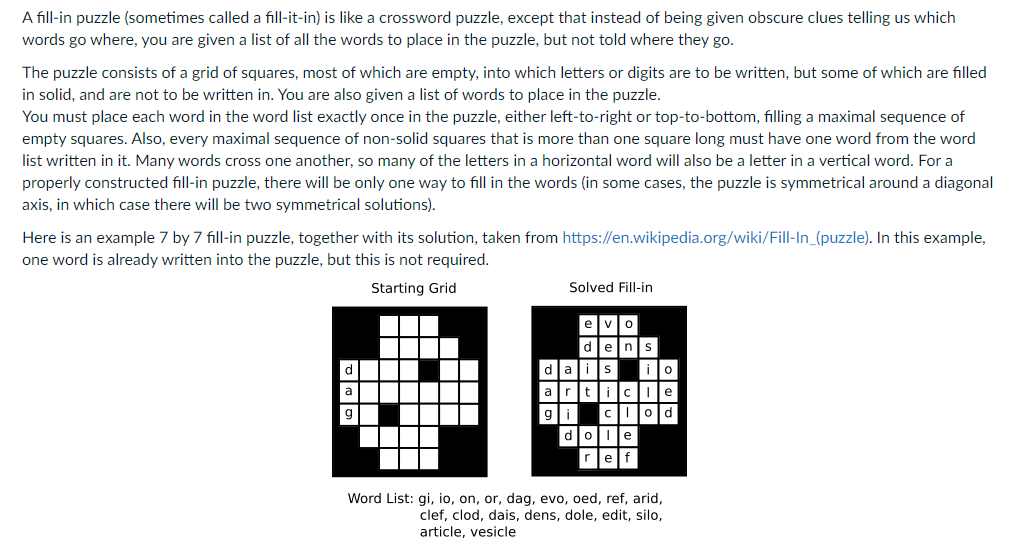 A fill-in puzzle (sometimes called a fill-it-in) is like a crossword puzzle, except that instead of being given obscure clues telling us which
words go where, you are given a list of all the words to place in the puzzle, but not told where they go.
The puzzle consists of a grid of squares, most of which are empty, into which letters or digits are to be written, but some of which are filled
in solid, and are not to be written in. You are also given a list of words to place in the puzzle.
You must place each word in the word list exactly once in the puzzle, either left-to-right or top-to-bottom, filling a maximal sequence of
empty squares. Also, every maximal sequence of non-solid squares that is more than one square long must have one word from the word
list written in it. Many words cross one another, so many of the letters in a horizontal word will also be a letter in a vertical word. For a
properly constructed fill-in puzzle, there will be only one way to fill in the words (in some cases, the puzzle is symmetrical around a diagonal
axis, in which case there will be two symmetrical solutions).
Here is an example 7 by 7 fill-in puzzle, together with its solution, taken from https://en.wikipedia.org/wiki/Fill-In_(puzzle). In this example,
one word is already written into the puzzle, but this is not required.
Starting Grid
d
a
g
Solved Fill-in
e v o
d e n s
d a i s i o
a r t i c l e
g i c l o d
d o l e
r e f
Word List: gi, io, on, or, dag, evo, oed, ref, arid,
clef, clod, dais, dens, dole, edit, silo,
article, vesicle